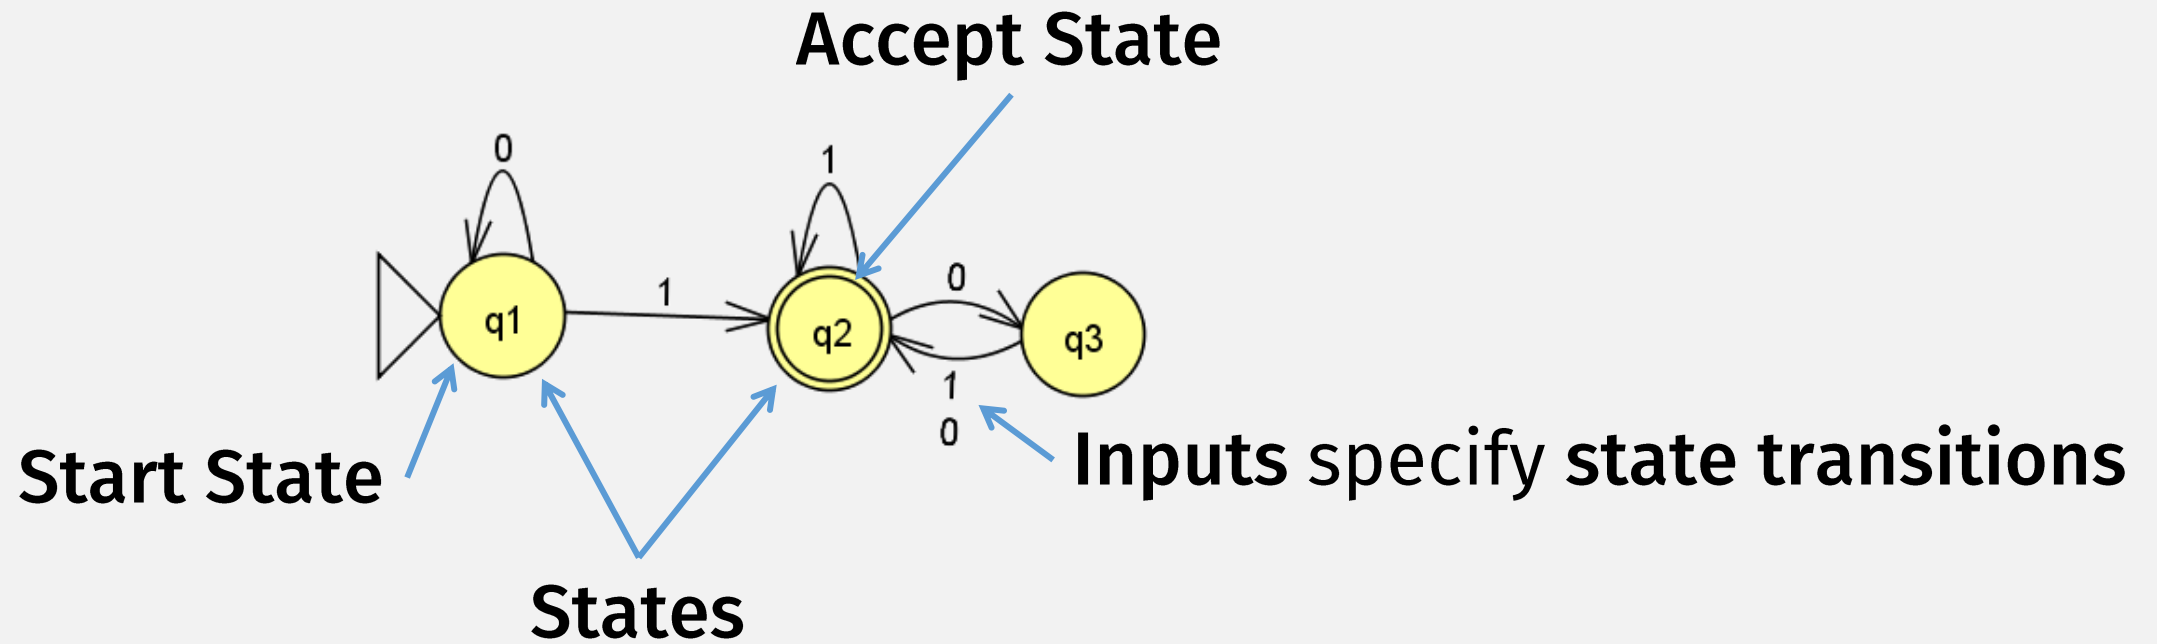 Accept State
0
1
1
0
q1
q2
q3
1
0
Start State
Inputs specify state transitions
States